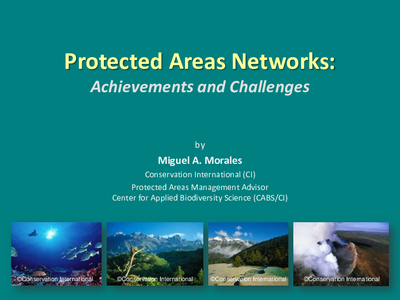 Protected Areas Networks:
Achievements and Challenges
by
Miguel A. Morales
Conservation International (CI)
Protected Areas Management Advisor
Center for Applied Biodiversity Science (CABS/CI)
©Conservation International ©Conservation International ©Conservation International ©Conservation International